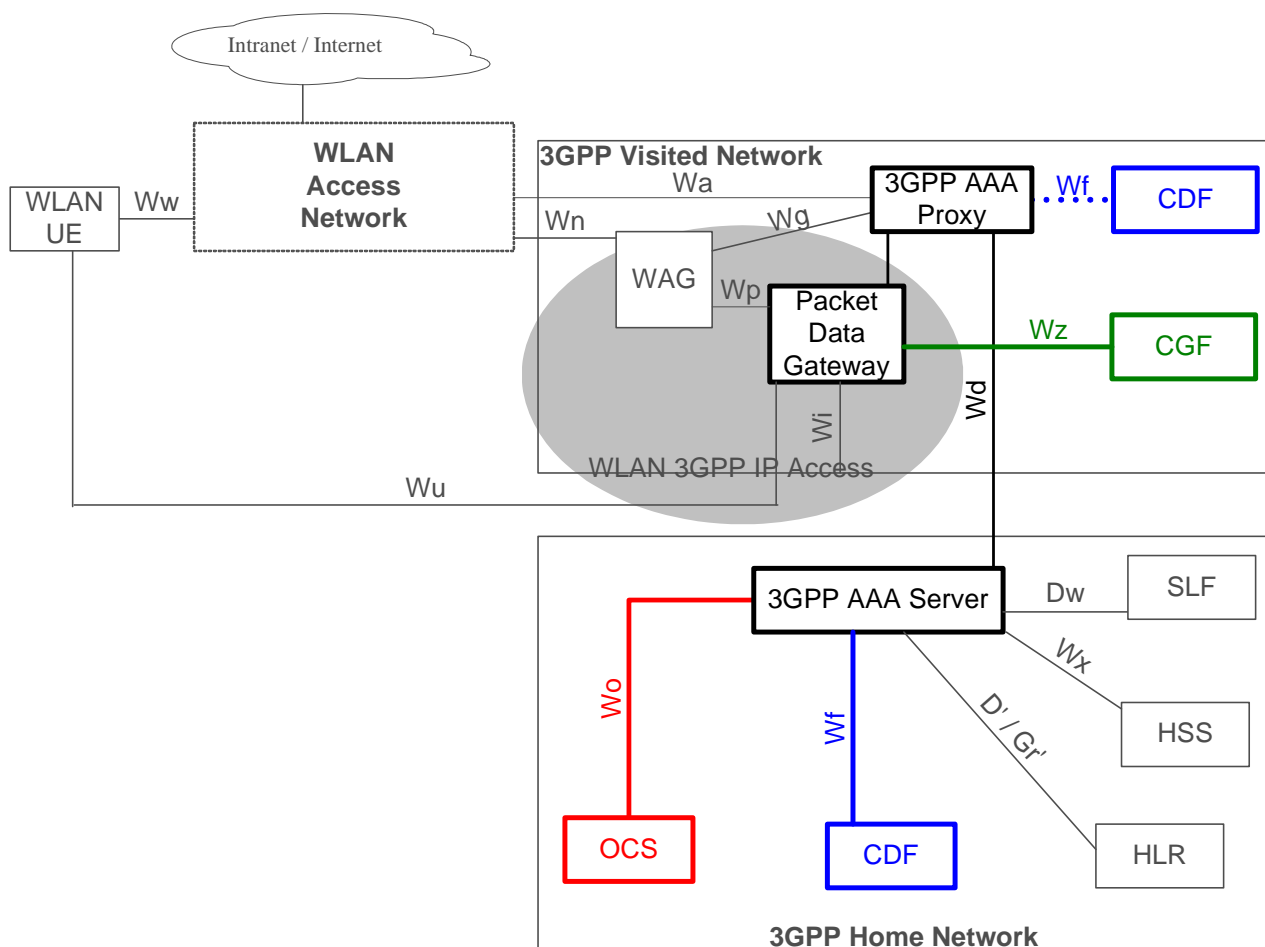 Intranet / Internet
WLAN
Access
Network
3GPP Visited Network
WLAN
UE
Ww
Wa
Wn
Wg
3GPP AAA
Proxy
Wf
CDF
WAG
Wp
Packet
Data
Gateway
Wz
CGF
Wi
Wd
WLAN 3GPP IP Access
Wu
3GPP AAA Server
Dw
SLF
Wx
HSS
D' / Gr'
HLR
Wo
OCS
Wf
CDF
3GPP Home Network